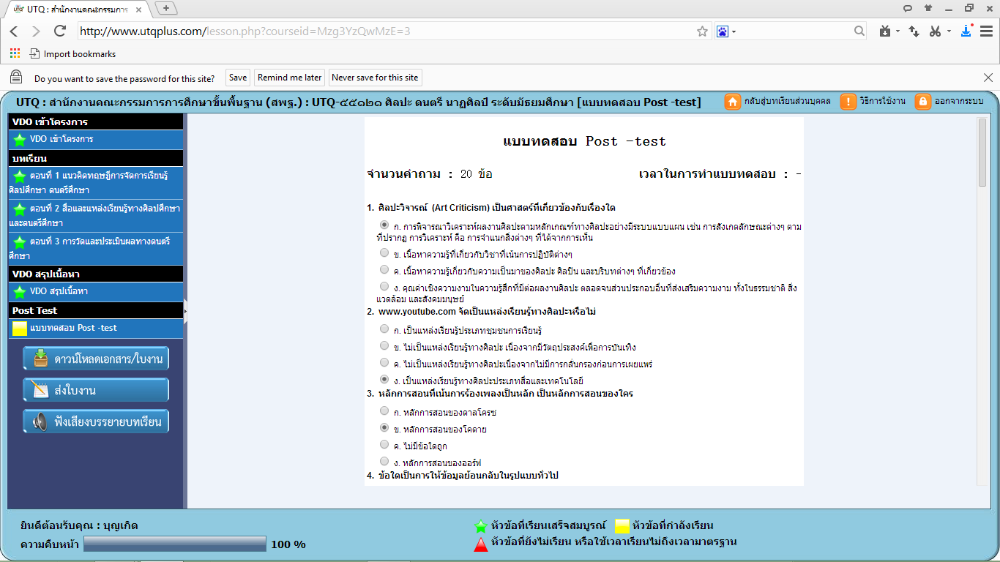 UTQ : สำนักงานคณะกรรมการ
http://www.utqplus.com/lesson.php?courseid=Mzg3YzQwMzE=3
Import bookmarks
Do you want to save the password for this site?
Save
Remind me later
Never save for this site
UTQ : สำนักงานคณะกรรมการการศึกษาขั้นพื้นฐาน (สพฐ.) : UTQ-๕๕๑๒๑ ศิลปะ ดนตรี นาฏศิลป์ ระดับมัธยมศึกษา [แบบทดสอบ Post -test]
กลับสู่บทเรียนส่วนบุคคล
วิธีการใช้งาน
ออกจากระบบ
VDO เข้าโครงการ
VDO เข้าโครงการ
บทเรียน
ตอนที่ 1 แนวคิดทฤษฎีการจัดการเรียนรู้
ศิลปศึกษา ดนตรีศึกษา
ตอนที่ 2 สื่อและแหล่งเรียนรู้ทางศิลปศึกษา
และดนตรีศึกษา
ตอนที่ 3 การวัดและประเมินผลทางดนตรี
ศึกษา
VDO สรุปเนื้อหา
VDO สรุปเนื้อหา
Post Test
แบบทดสอบ Post -test
ดาวน์โหลดเอกสาร/ใบงาน
ส่งใบงาน
ฟังเสียงบรรยายบทเรียน
แบบทดสอบ Post -test
จำนวนคำถาม : 20 ข้อ
เวลาในการทำแบบทดสอบ : -
1. ศิลปะวิจารณ์ (Art Criticism) เป็นศาสตร์ที่เกี่ยวข้องกับเรื่องใด
ก. การพิจารณาวิเคราะห์ผลงานศิลปะตามหลักเกณฑ์ทางศิลปะอย่างมีระบบแบบแผน เช่น การสังเกตลักษณะต่างๆ ตาม
ที่ปรากฏ การวิเคราะห์ คือ การจำแนกสิ่งต่างๆ ที่ได้จากการเห็น
ข. เนื้อหาความรู้ที่เกี่ยวกับวิชาที่เน้นการปฏิบัติต่างๆ
ค. เนื้อหาความรู้เกี่ยวกับความเป็นมาของศิลปะ ศิลปิน และบริบทต่างๆ ที่เกี่ยวข้อง
ง. คุณค่าเชิงความงามในความรู้สึกที่มีต่อผลงานศิลปะ ตลอดจนส่วนประกอบอื่นที่ส่งเสริมความงาม ทั้งในธรรมชาติ สิ่ง
แวดล้อม และสังคมมนุษย์
2. www.youtube.com จัดเป็นแหล่งเรียนรู้ทางศิลปะหรือไม่
ก. เป็นแหล่งเรียนรู้ประเภทชุมชนการเรียนรู้
ข. ไม่เป็นแหล่งเรียนรู้ทางศิลปะ เนื่องจากมีวัตถุประสงค์เพื่อการบันเทิง
ค. ไม่เป็นแหล่งเรียนรู้ทางศิลปะเนื่องจากไม่มีการกลั่นกรองก่อนการเผยแพร่
ง. เป็นแหล่งเรียนรู้ทางศิลปะประเภทสื่อและเทคโนโลยี
3. หลักการสอนที่เน้นการร้องเพลงเป็นหลัก เป็นหลักการสอนของใคร
ก. หลักการสอนของดาลโครซ
ข. หลักการสอนของโคดาย
ค. ไม่มีข้อใดถูก
ง. หลักการสอนของออร์ฟ
4. ข้อใดเป็นการให้ข้อมูลย้อนกลับในรูปแบบทั่วไป
ยินดีต้อนรับคุณ : บุญเกิด
ความคืบหน้า 100 %
หัวข้อที่เรียนเสร็จสมบูรณ์
หัวข้อที่กำลังเรียน
หัวข้อที่ยังไม่เรียน หรือใช้เวลาเรียนไม่ถึงเวลามาตรฐาน